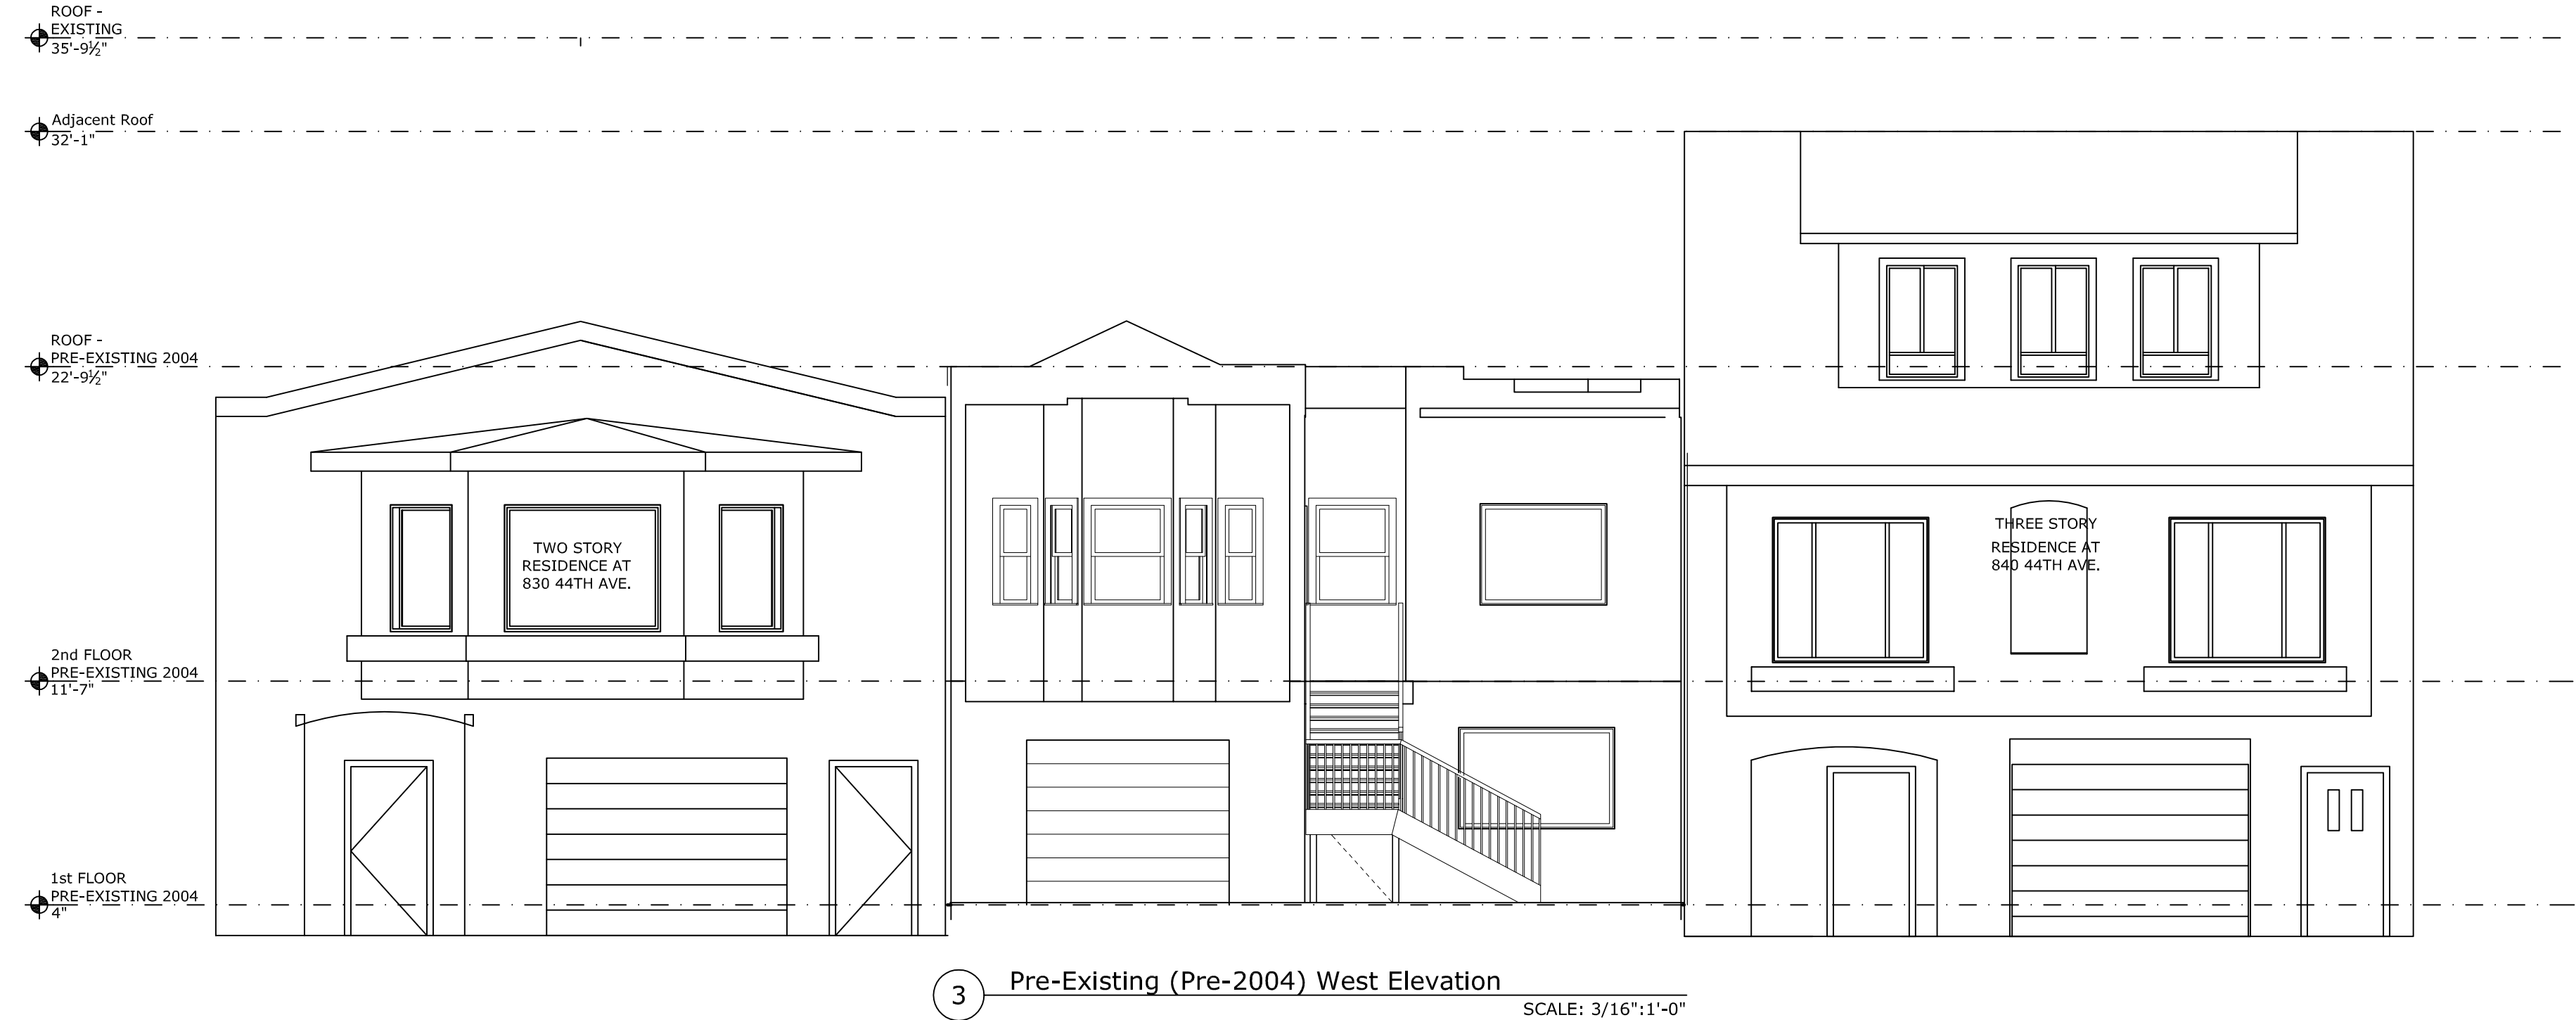 ROOF -
EXISTING
35'-9½"
Adjacent Roof
32'-1"
ROOF -
PRE-EXISTING 2004
22'-9½"
TWO STORY
RESIDENCE AT
830 44TH AVE.
THREE STORY
RESIDENCE AT
840 44TH AVE.
2nd FLOOR
PRE-EXISTING 2004
11'-7"
1st FLOOR
PRE-EXISTING 2004
4"
3
Pre-Existing (Pre-2004) West Elevation
SCALE: 3/16":1'-0"